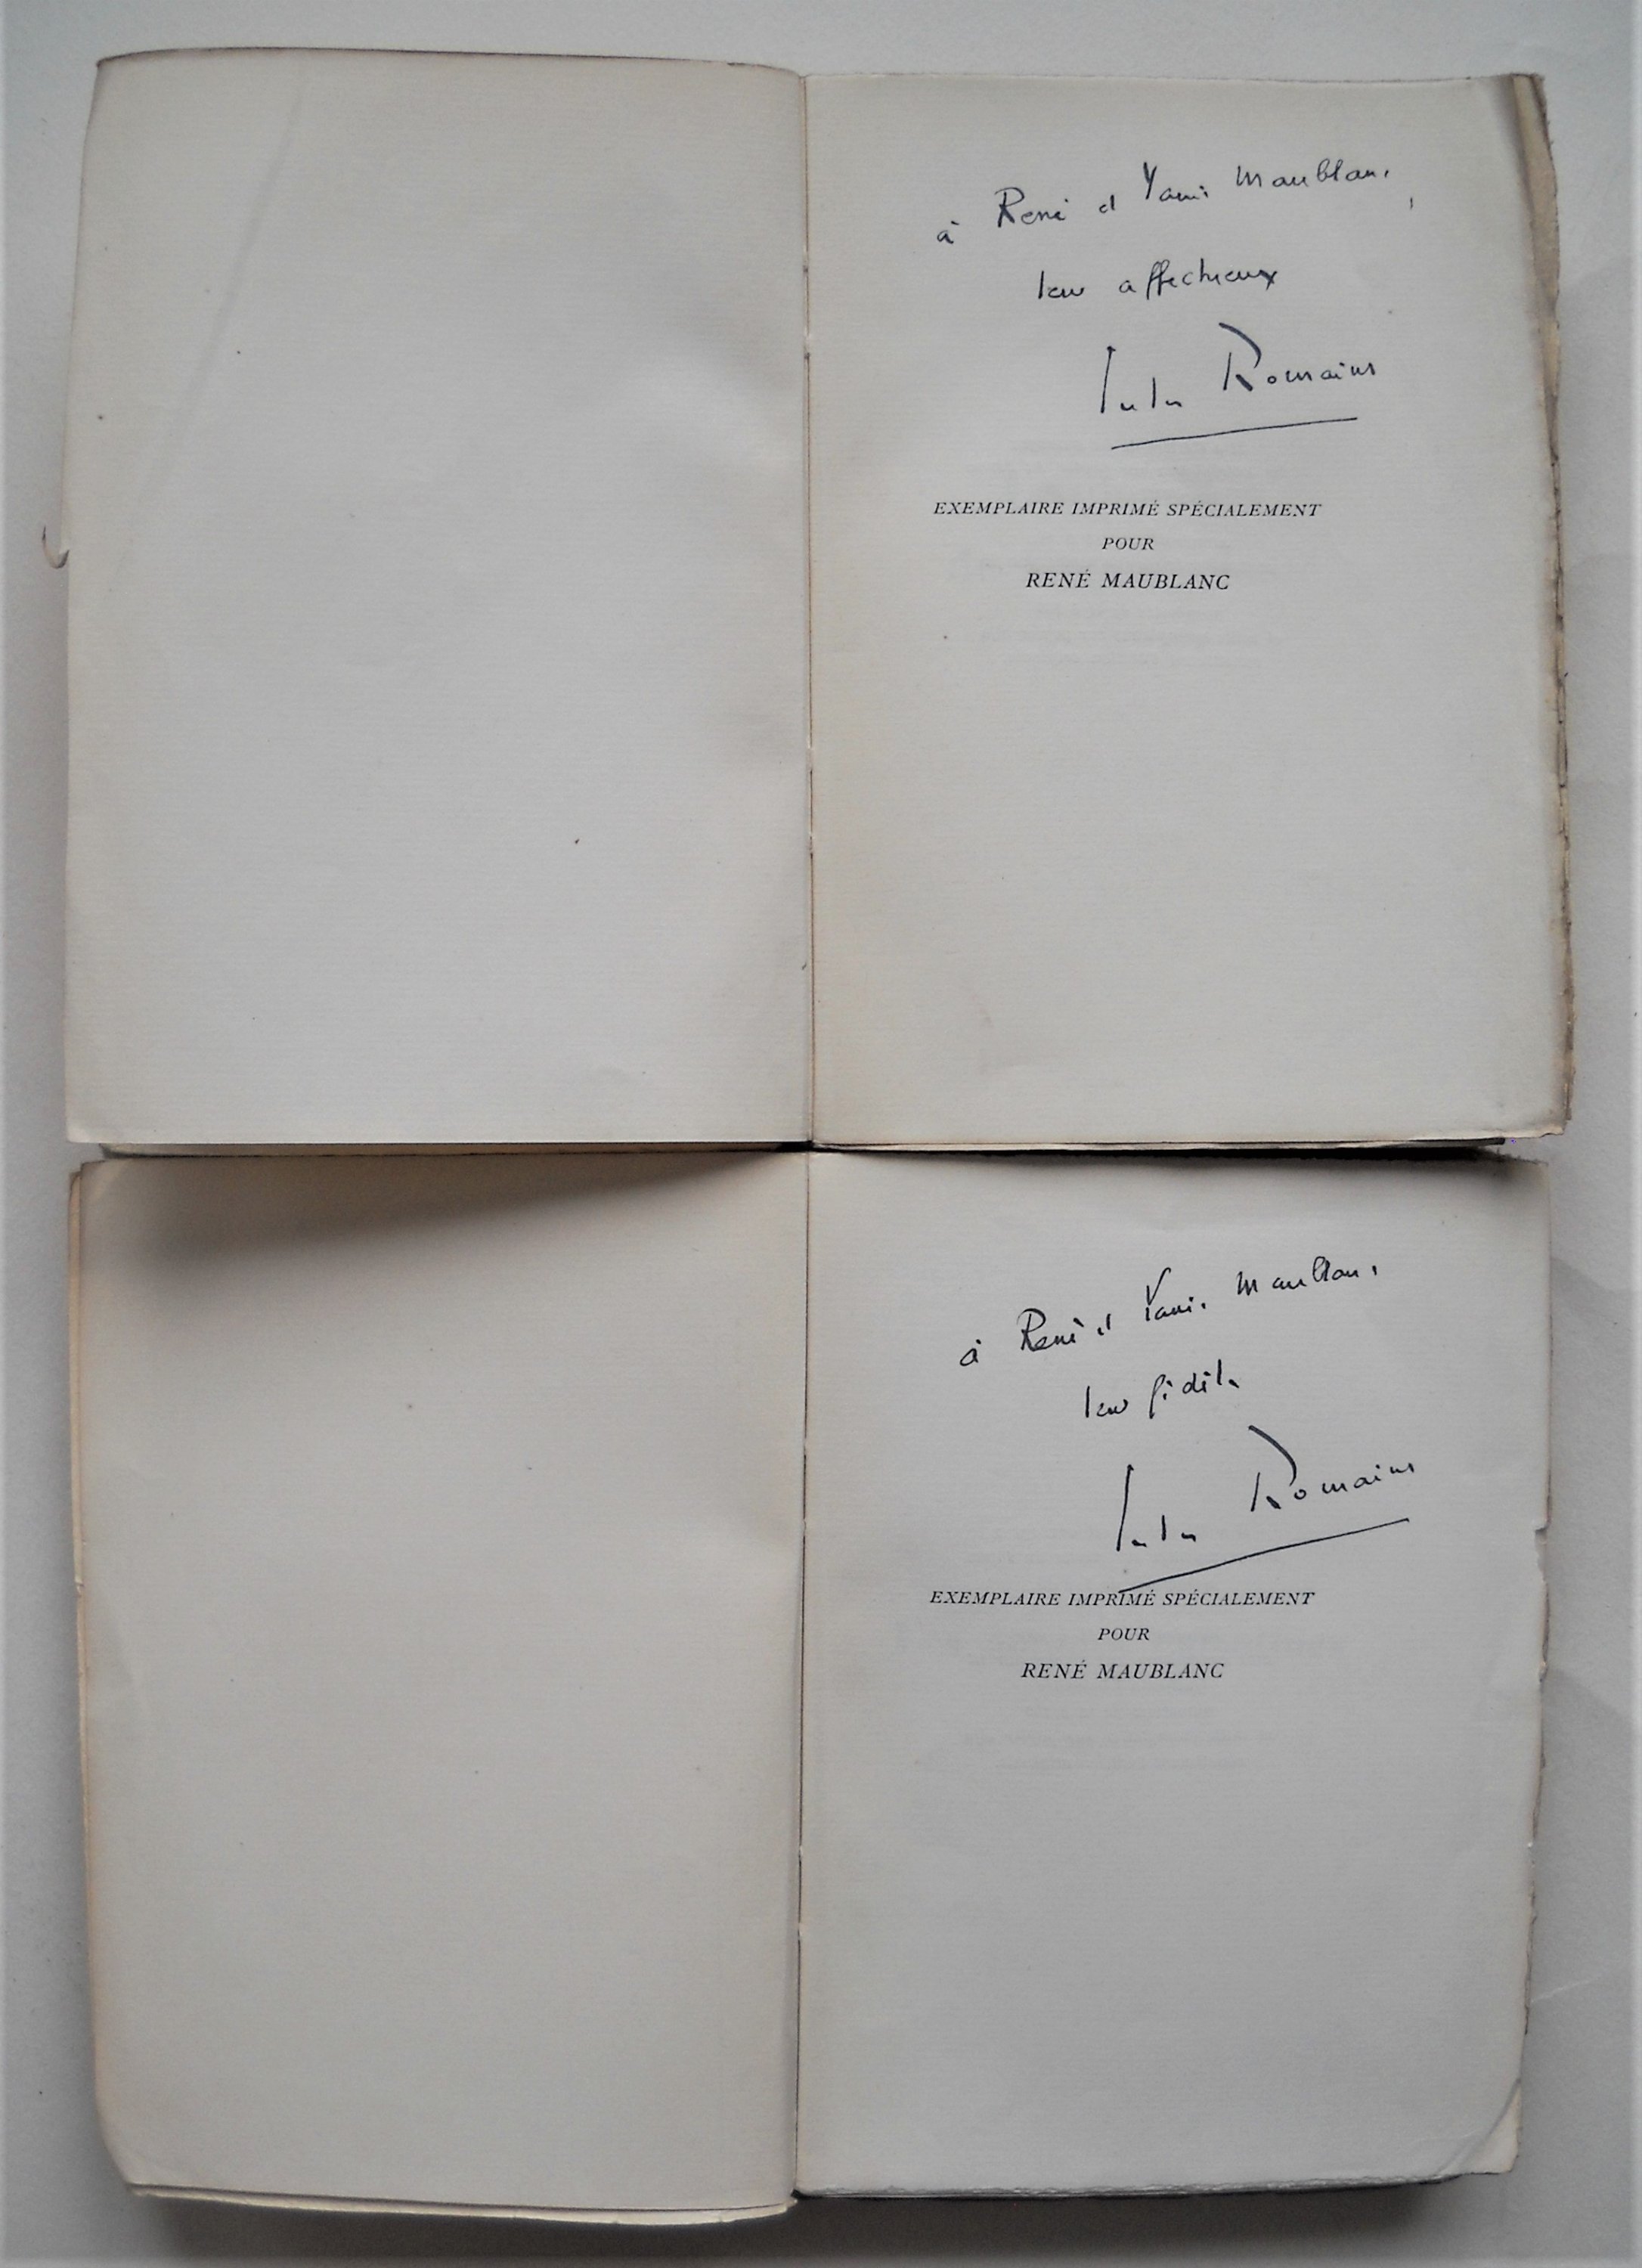 à René et Yani Maublanc,
leur affectueux
Jules Romains
EXEMPLAIRE IMPRIMÉ SPÉCIALEMENT
POUR
RENÉ MAUBLANC
à René et Yani Maublanc,
leur fidèle
Jules Romains
EXEMPLAIRE IMPRIMÉ SPÉCIALEMENT
POUR
RENÉ MAUBLANC